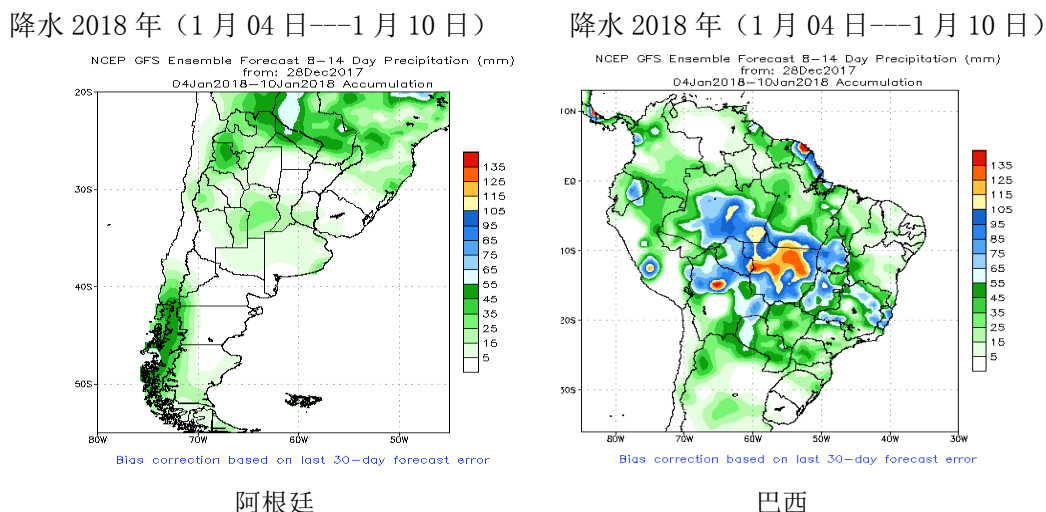 降水 2018 年（1 月 04 日---1 月 10 日）
NCEP GFS Ensemble Forecast 8-14 Day Precipitation (mm)
from: 28Dec2017
04Jan2018-10Jan2018 Accumulation
20S
30S
40S
50S
80W 70W 60W 50W
135
125
115
105
95
85
75
65
55
45
35
25
15
5
Bias correction based on last 30-day forecast error
阿根廷
降水 2018 年（1 月 04 日---1 月 10 日）
NCEP GFS Ensemble Forecast 8-14 Day Precipitation (mm)
from: 28Dec2017
04Jan2018-10Jan2018 Accumulation
10N
EQ
10S
20S
30S
80W 70W 60W 50W 40W 30W
135
125
115
105
95
85
75
65
55
45
35
25
15
5
Bias correction based on last 30-day forecast error
巴西